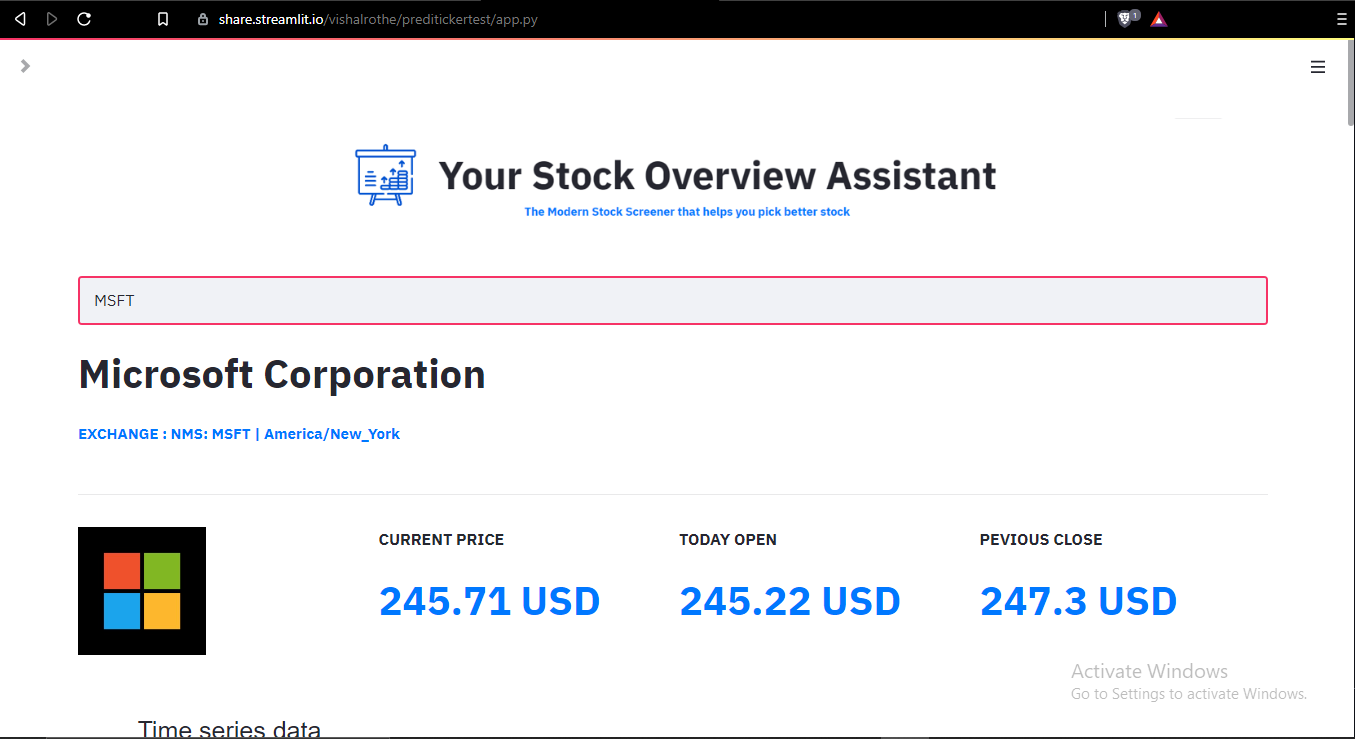 share.streamlit.io/vishalrothe/preditickertest/app.py
1
Your Stock Overview Assistant
The Modern Stock Screener that helps you pick better stock
MSFT
Microsoft Corporation
EXCHANGE : NMS: MSFT | America/New_York
CURRENT PRICE
TODAY OPEN
PEVIOUS CLOSE
245.71 USD
245.22 USD
247.3 USD
Activate Windows
Go to Settings to activate Windows.
Time series data